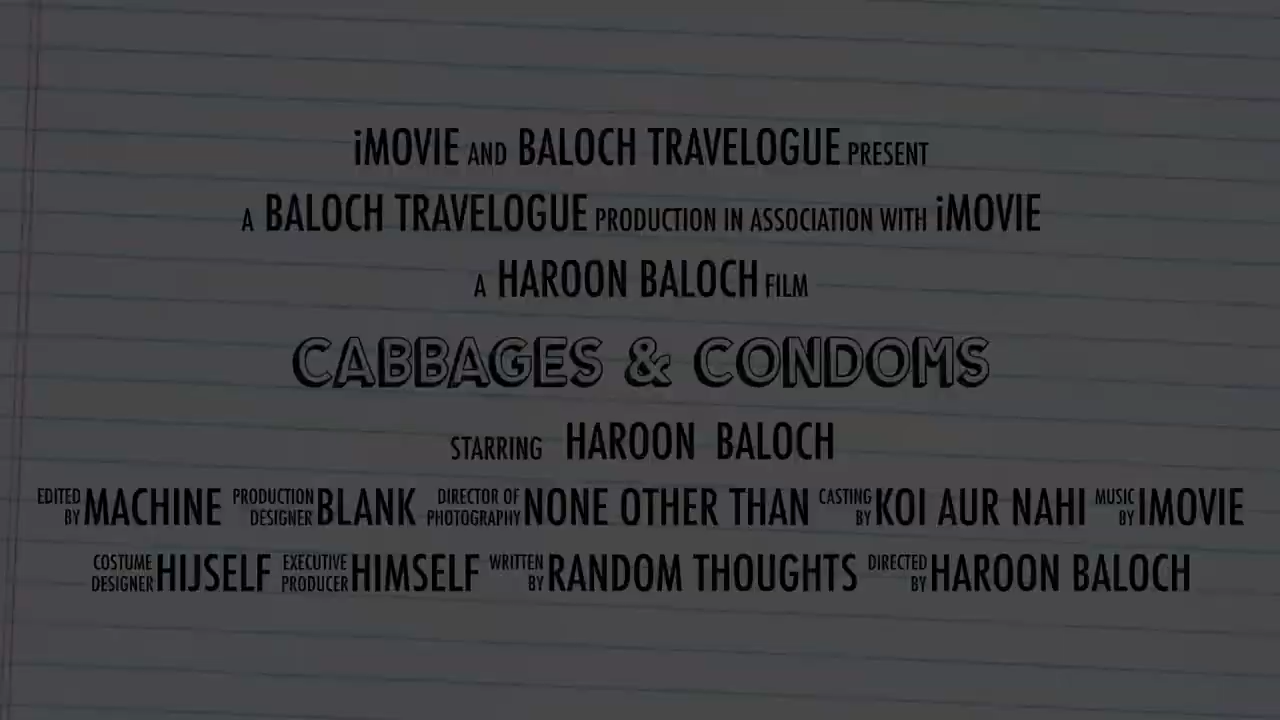 iMOVIE AND BALOCH TRAVELOGUE PRESENT
A BALOCH TRAVELOGUE PRODUCTION IN ASSOCIATION WITH iMOVIE
A HAROON BALOCH FILM
CABBAGES & CONDOMS
STARRING HAROON BALOCH
EDITED BY MACHINE PRODUCTION DESIGNER BLANK DIRECTOR OF PHOTOGRAPHY NONE OTHER THAN CASTING BY KOI AUR NAHI MUSIC BY IMOVIE
COSTUME DESIGNER HIJSELF EXECUTIVE PRODUCER HIMSELF WRITTEN BY RANDOM THOUGHTS DIRECTED BY HAROON BALOCH